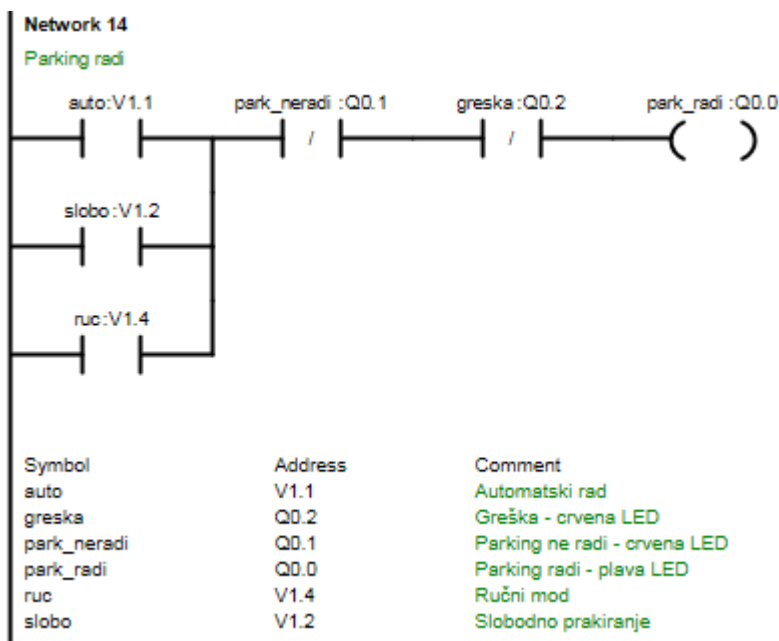 Network 14
Parking radi
auto:V1.1 park_neradi :Q0.1 greska:Q0.2 park_radi:Q0.0
/ /
slobo:V1.2
ruc:V1.4
Symbol Address Comment
auto V1.1 Automatski rad
greska Q0.2 Greška - crvena LED
park_neradi Q0.1 Parking ne radi - crvena LED
park_radi Q0.0 Parking radi - plava LED
ruc V1.4 Ručni mod
slobo V1.2 Slobodno prakiranje